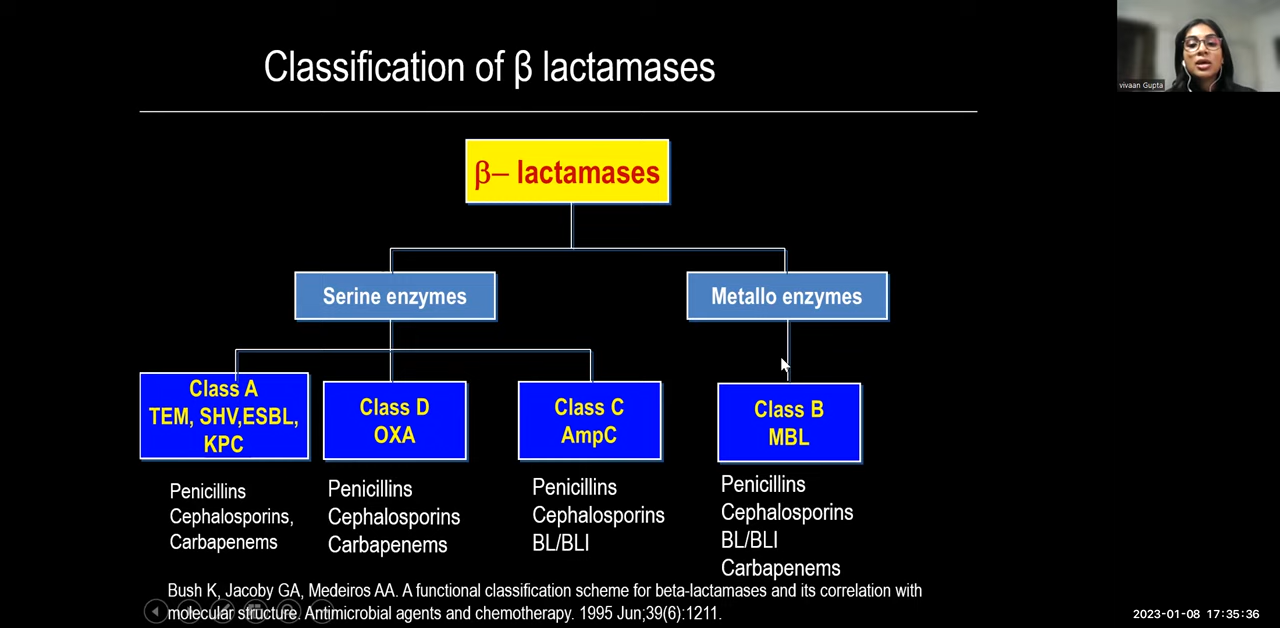 Classification of β lactamases
vivaan Gupta
β– lactamases
Serine enzymes
Metallo enzymes
Class A
TEM, SHV,ESBL,
KPC
Class D
OXA
Class C
AmpC
Class B
MBL
Penicillins
Cephalosporins,
Carbapenems
Penicillins
Cephalosporins
Carbapenems
Penicillins
Cephalosporins
BL/BLI
Penicillins
Cephalosporins
BL/BLI
Carbapenems
Bush K, Jacoby GA, Medeiros AA. A functional classification scheme for beta-lactamases and its correlation with
molecular structure. Antimicrobial agents and chemotherapy. 1995 Jun;39(6):1211.
2023-01-08 17:35:36